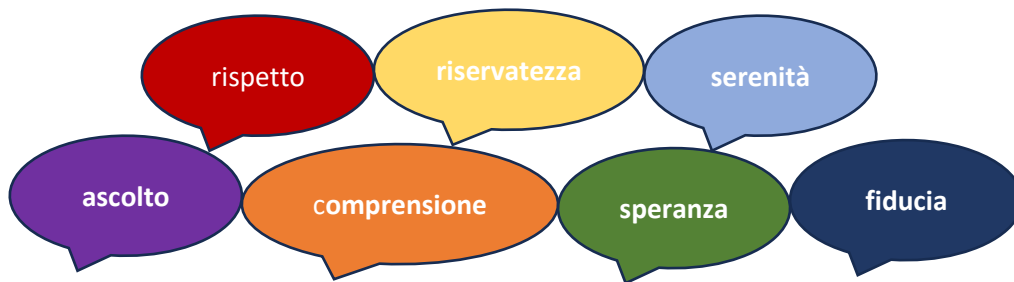 rispetto
riservatezza
serenità
ascolto
comprensione
speranza
fiducia